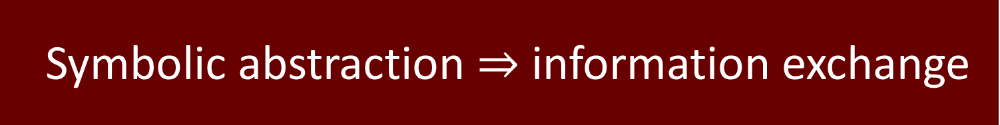 Symbolic abstraction ⇒ information exchange